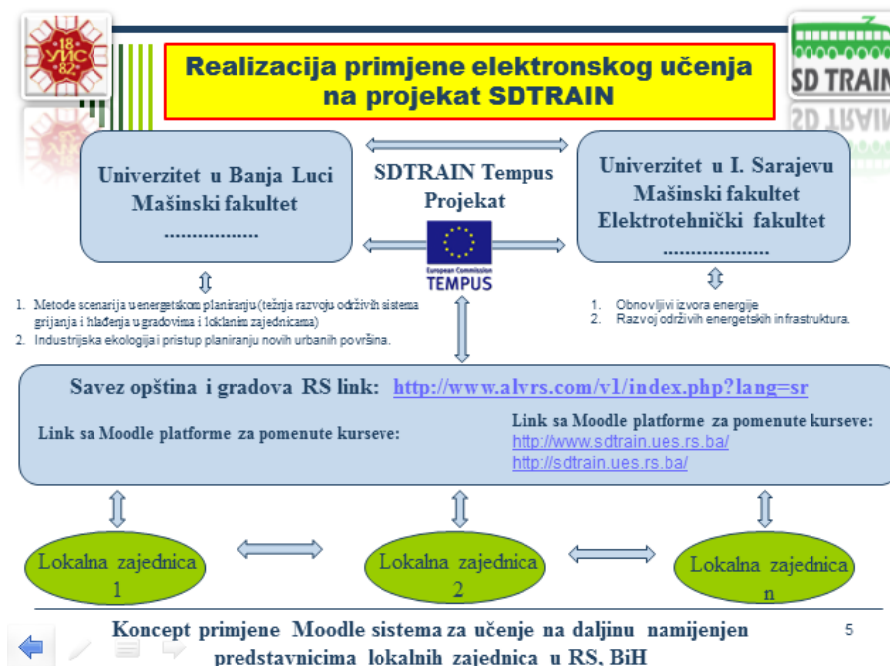 18
УИС
82
Realizacija primjene elektronskog učenja
na projekat SDTRAIN
SD TRAIN
Univerzitet u Banja Luci
Mašinski fakultet
.................
SDTRAIN Tempus
Projekat
European Commission
TEMPUS
Univerzitet u I. Sarajevu
Mašinski fakultet
Elektrotehnički fakultet
...................
1. Metode scenarija u energetskom planiranju (težnja razvoju održivih sistema
grijanja i hlađenja u gradovima i loklanim zajednicama)
2. Industrijska ekologija i pristup planiranju novih urbanih površina.
1. Obnovljivi izvora energije
2. Razvoj održivih energetskih infrastruktura.
Savez opština i gradova RS link: http://www.alvrs.com/v1/index.php?lang=sr
Link sa Moodle platforme za pomenute kurseve:
Link sa Moodle platforme za pomenute kurseve:
http://www.sdtrain.ues.rs.ba/
http://sdtrain.ues.rs.ba/
Lokalna zajednica
1
Lokalna zajednica
2
Lokalna zajednica
n
Koncept primjene Moodle sistema za učenje na daljinu namijenjen
predstavnicima lokalnih zajednica u RS, BiH
5